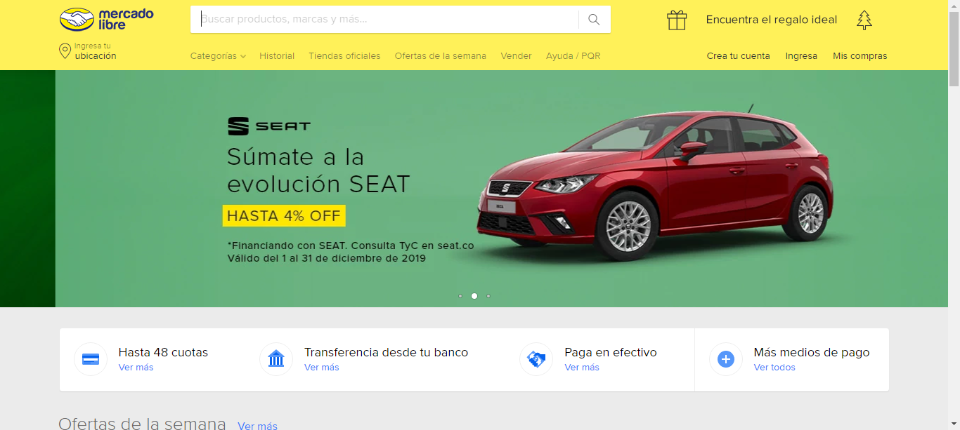 mercado
libre
Buscar productos, marcas y más...
Encuentra el regalo ideal
Ingresa tu
ubicación
Categorías Historial Tiendas oficiales Ofertas de la semana Vender Ayuda / PQR
Crea tu cuenta Ingresa Mis compras
SEAT
Súmate a la
evolución SEAT
HASTA 4% OFF
*Financiando con SEAT. Consulta TyC en seat.co
Válido del 1 al 31 de diciembre de 2019
Hasta 48 cuotas
Ver más
Transferencia desde tu banco
Ver más
Paga en efectivo
Ver más
Más medios de pago
Ver todos
Ofertas de la semana Ver más